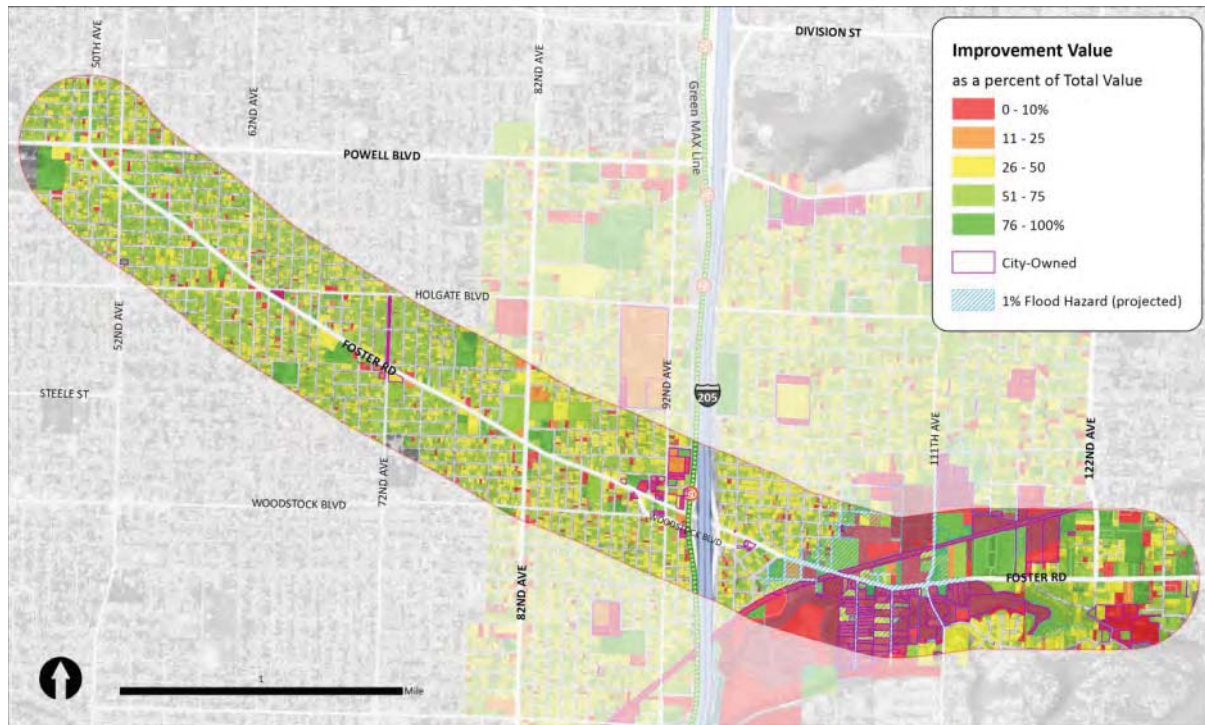 50TH AVE
62ND AVE
82ND AVE
DIVISION ST
Green MAX Line
POWELL BLVD
Improvement Value
as a percent of Total Value
0 - 10%
11 - 25
26 - 50
51 - 75
76 - 100%
City-Owned
1% Flood Hazard (projected)
HOLGATE BLVD
52ND AVE
FOSTER RD
STEELE ST
92ND AVE
205
111TH AVE
122ND AVE
72ND AVE
WOODSTOCK BLVD
WOODSTOCK BLVD
82ND AVE
FOSTER RD
1
Mile